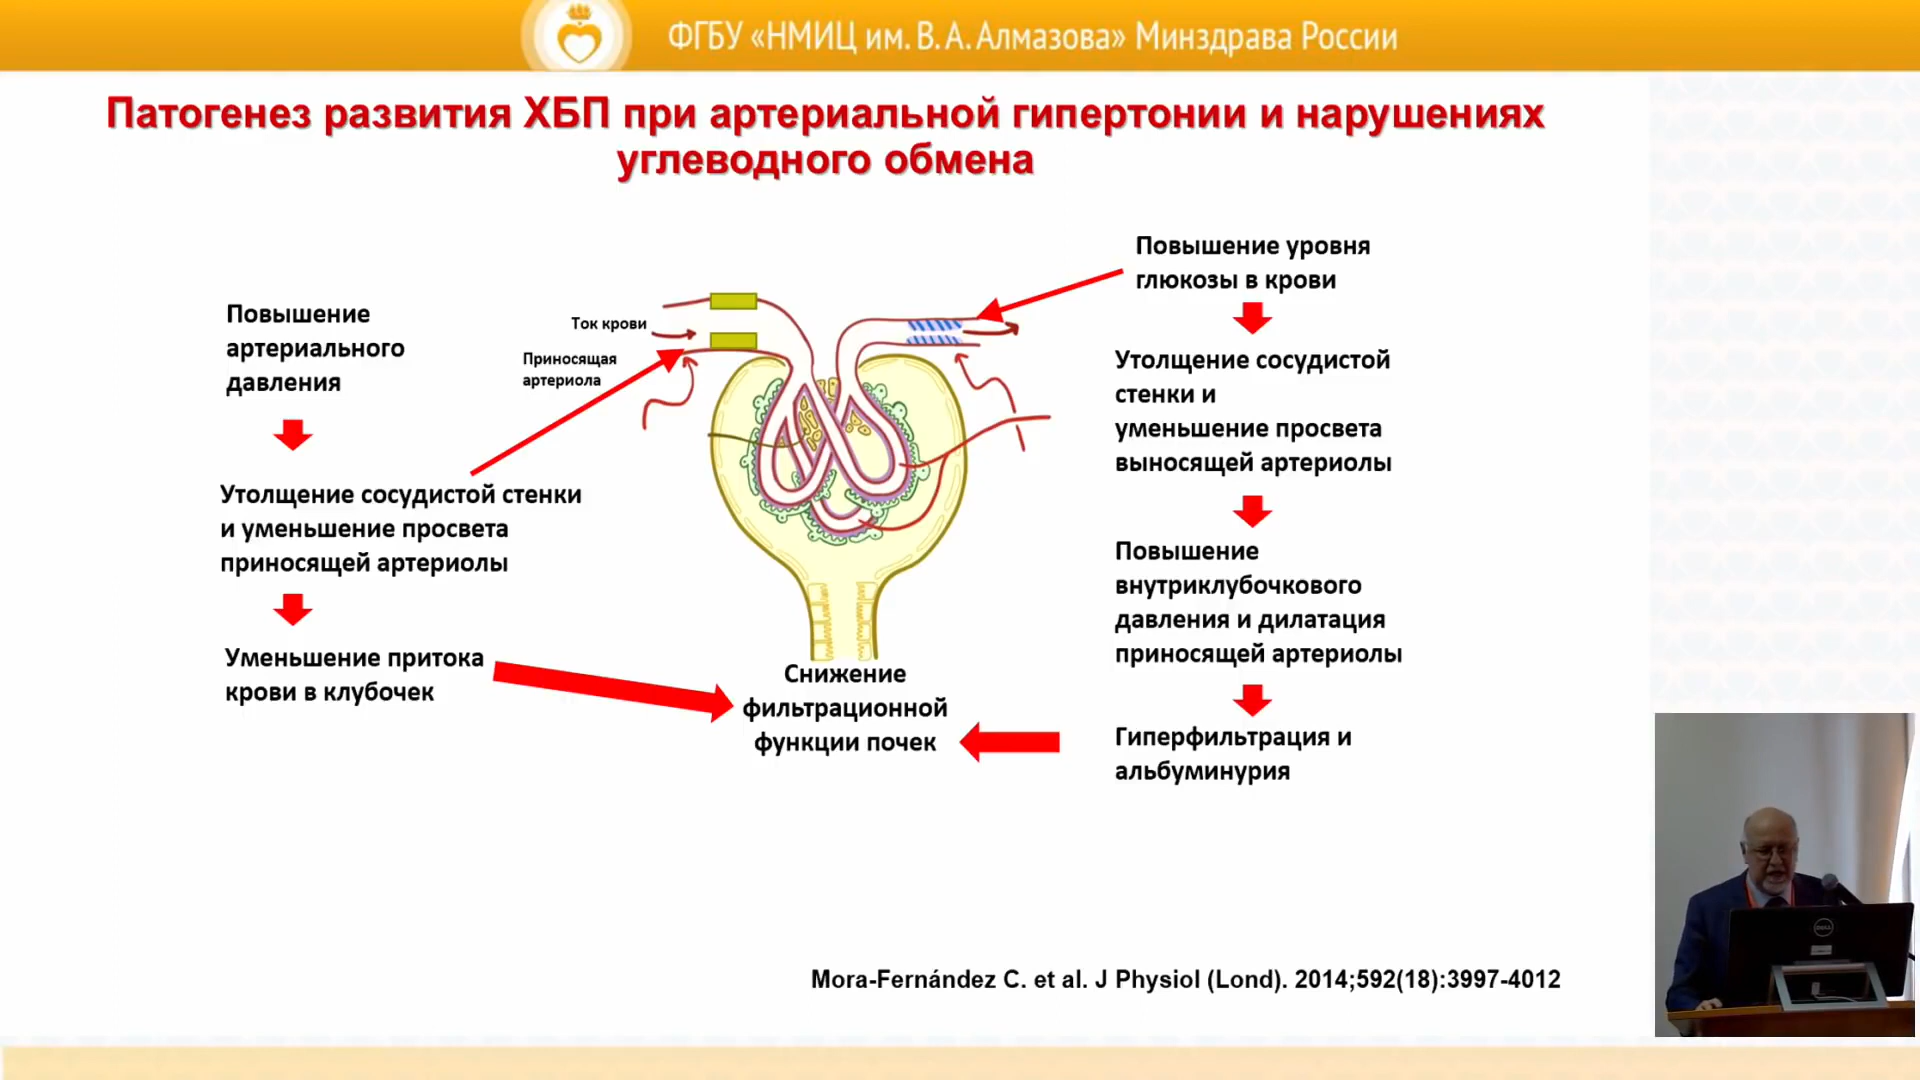 ФГБУ «НМИЦ им. В. А. Алмазова» Минздрава России
Патогенез развития ХБП при артериальной гипертонии и нарушениях
углеводного обмена
Повышение
артериального
давления
Утолщение сосудистой стенки
и уменьшение просвета
приносящей артериолы
Уменьшение притока
крови в клубочек
Ток крови
Приносящая
артериола
Снижение
фильтрационной
функции почек
Повышение уровня
глюкозы в крови
Утолщение сосудистой
стенки и
уменьшение просвета
выносящей артериолы
Повышение
внутриклубочкового
давления и дилатация
приносящей артериолы
Гиперфильтрация и
альбуминурия
Mora-Fernández C. et al. J Physiol (Lond). 2014;592(18):3997-4012
DELL